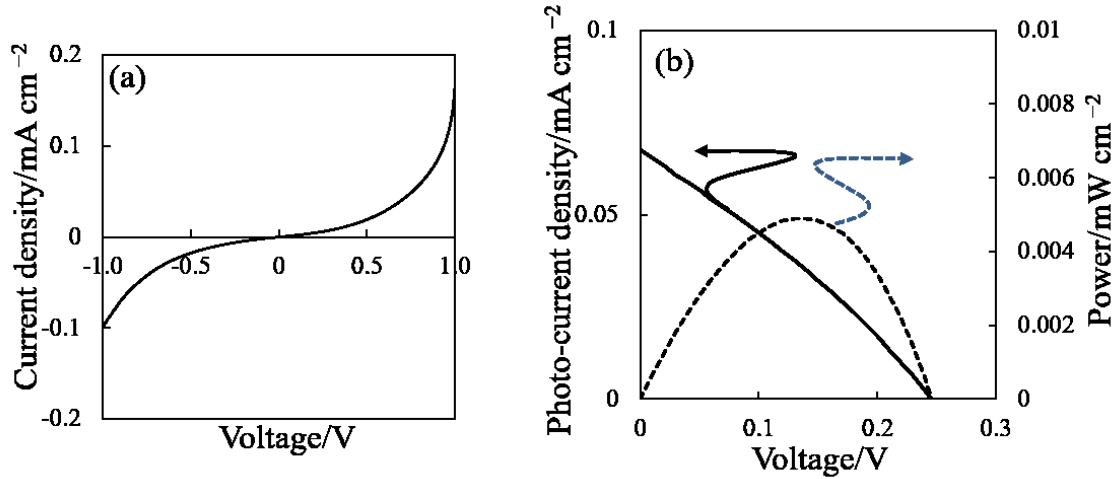 (a)
Current density/mA cm−2
0.2
0.1
0
-0.1
-0.2
-1.0 -0.5 0 0.5 1.0
Voltage/V
(b)
Photo-current density/mA cm−2
0.1
0.05
0
0 0.1 0.2 0.3
Voltage/V
0.01
0.008
0.006
0.004
0.002
0
Power/mW cm−2